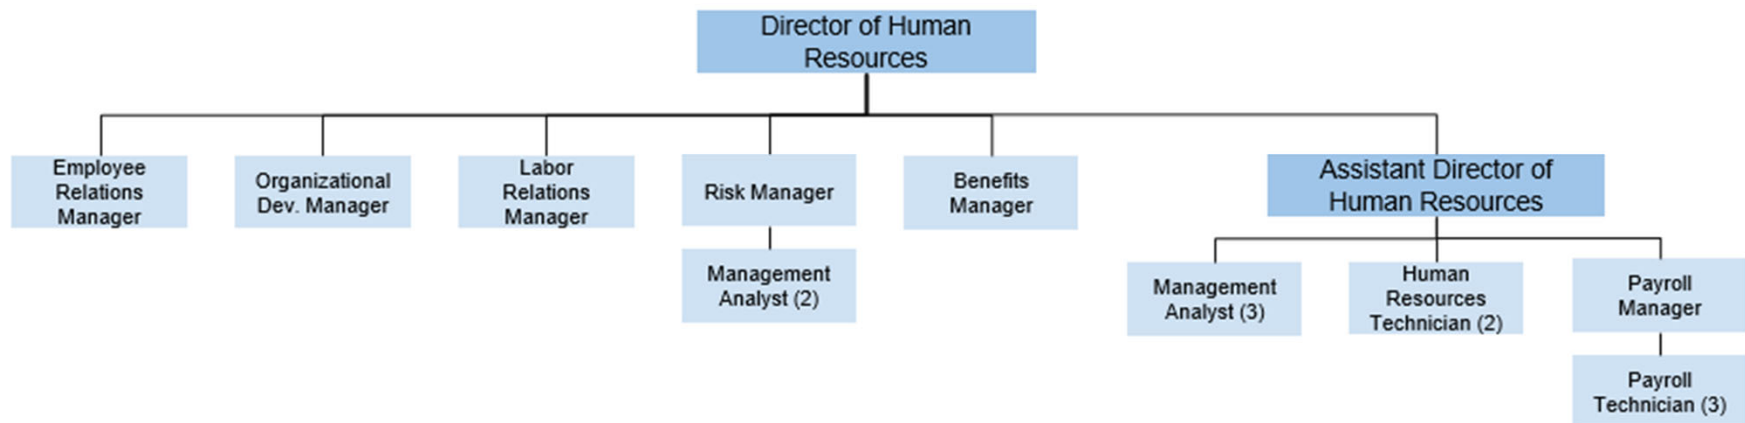 Director of Human
Resources
Employee
Relations
Manager
Organizational
Dev. Manager
Labor
Relations
Manager
Risk Manager
Benefits
Manager
Assistant Director of
Human Resources
Management
Analyst (2)
Management
Analyst (3)
Human
Resources
Technician (2)
Payroll
Manager
Payroll
Technician (3)